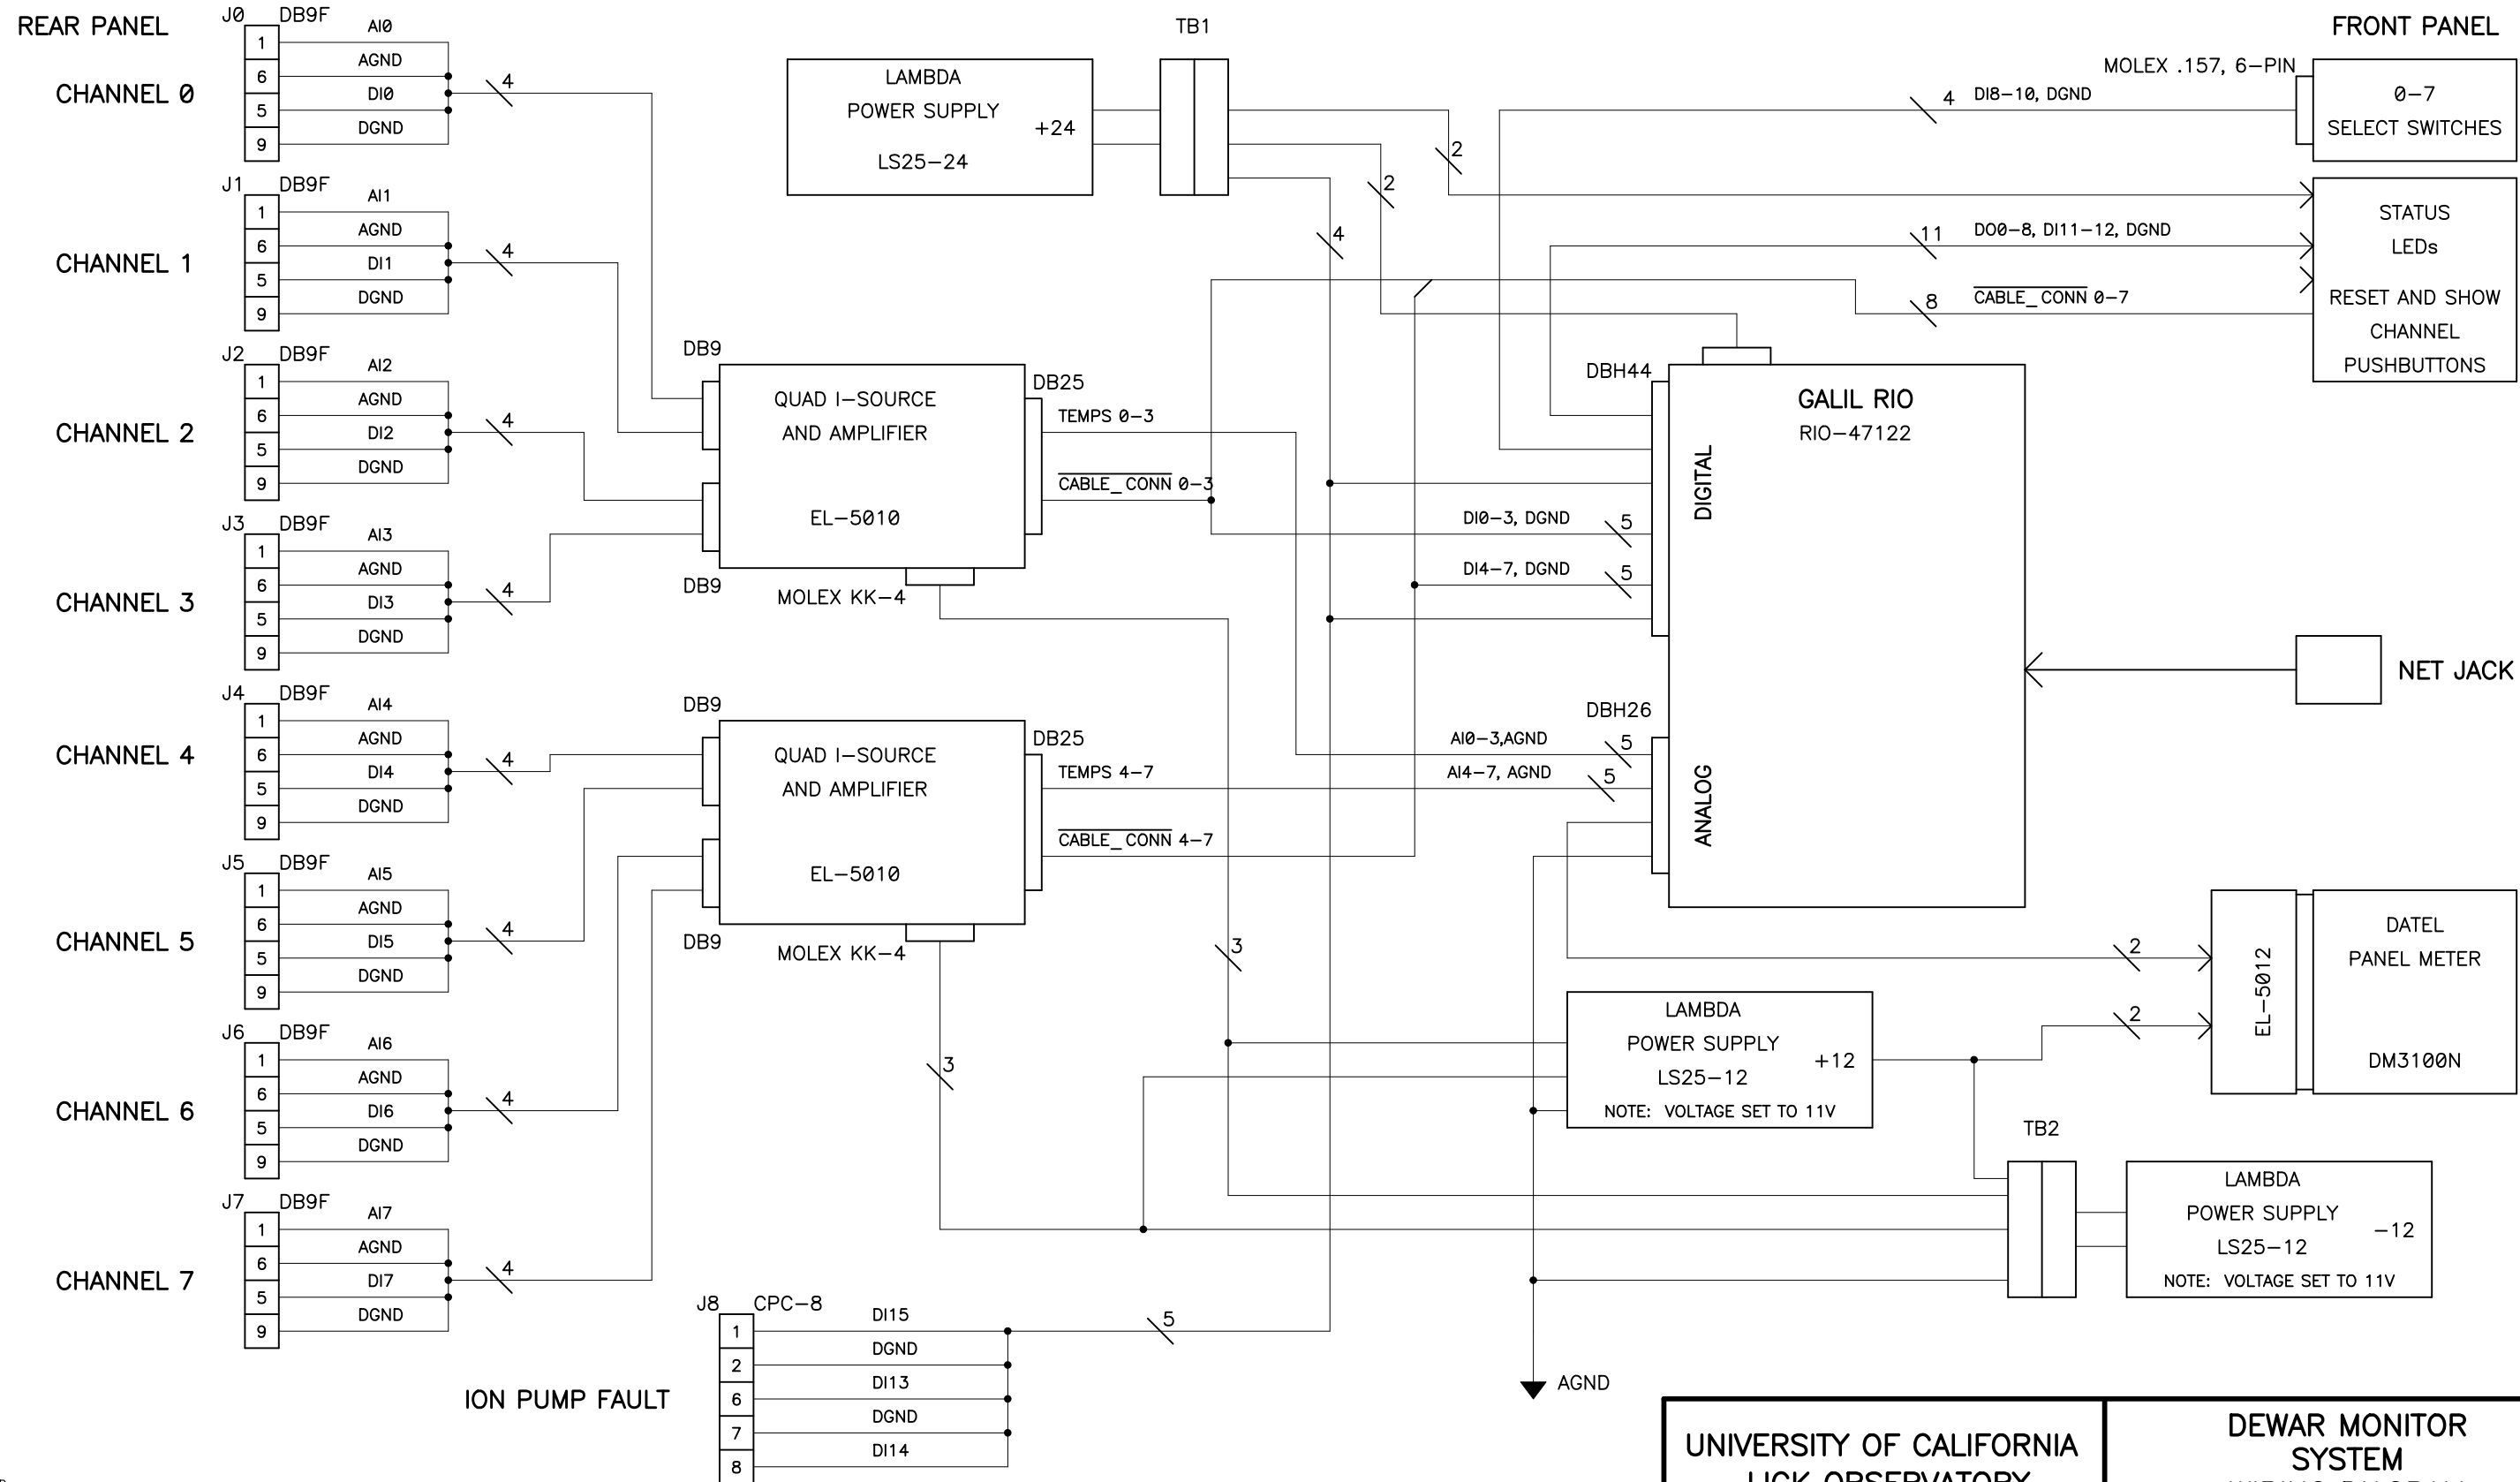 REAR PANEL
J0 DB9F
CHANNEL 0
1 AI0
6 AGND
5 DI0
9 DGND
4
J1 DB9F
CHANNEL 1
1 AI1
6 AGND
5 DI1
9 DGND
4
J2 DB9F
CHANNEL 2
1 AI2
6 AGND
5 DI2
9 DGND
4
J3 DB9F
CHANNEL 3
1 AI3
6 AGND
5 DI3
9 DGND
4
J4 DB9F
CHANNEL 4
1 AI4
6 AGND
5 DI4
9 DGND
4
J5 DB9F
CHANNEL 5
1 AI5
6 AGND
5 DI5
9 DGND
4
J6 DB9F
CHANNEL 6
1 AI6
6 AGND
5 DI6
9 DGND
4
J7 DB9F
CHANNEL 7
1 AI7
6 AGND
5 DI7
9 DGND
4
ION PUMP FAULT
J8 CPC-8
1 DI15
2 DGND
6 DI13
7 DGND
8 DI14
5
LAMBDA
POWER SUPPLY
+24
LS25-24
TB1
2
2
4
DB9
QUAD I-SOURCE
AND AMPLIFIER
EL-5010
DB9
MOLEX KK-4
DB25
TEMPS 0-3
CABLE_CONN 0-3
DB9
QUAD I-SOURCE
AND AMPLIFIER
EL-5010
DB9
MOLEX KK-4
DB25
TEMPS 4-7
CABLE_CONN 4-7
3
3
DBH44
GALIL RIO
RIO-47122
DIGITAL
DI0-3, DGND 5
DI4-7, DGND 5
DBH26
ANALOG
AI0-3,AGND 5
AI4-7, AGND 5
FRONT PANEL
MOLEX .157, 6-PIN
0-7
SELECT SWITCHES
4 DI8-10, DGND
STATUS
LEDs
RESET AND SHOW
CHANNEL
PUSHBUTTONS
11 DO0-8, DI11-12, DGND
8 CABLE_CONN 0-7
NET JACK
DATEL
PANEL METER
DM3100N
EL-5012
2
2
LAMBDA
POWER SUPPLY
+12
LS25-12
NOTE: VOLTAGE SET TO 11V
TB2
LAMBDA
POWER SUPPLY
-12
LS25-12
NOTE: VOLTAGE SET TO 11V
AGND
UNIVERSITY OF CALIFORNIA
LICK OBSERVATORY
DEWAR MONITOR
SYSTEM